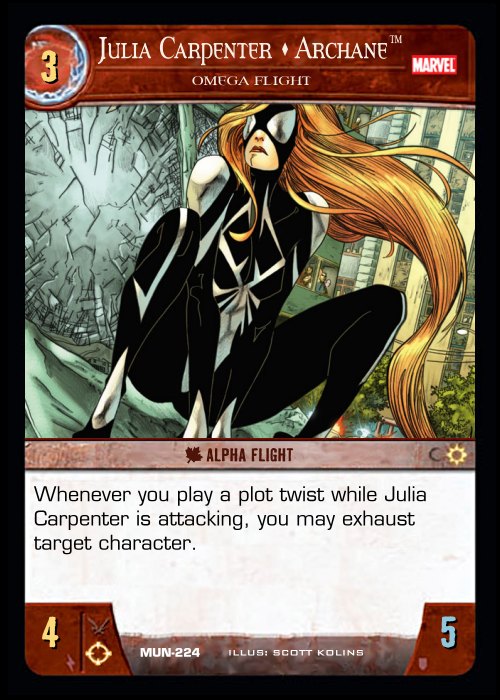 3
Julia Carpenter ♦ Archane™
MARVEL
OMEGA FLIGHT
ALPHA FLIGHT
C
Whenever you play a plot twist while Julia
Carpenter is attacking, you may exhaust
target character.
4
MUN-224 ILLUS: SCOTT KOLINS
5